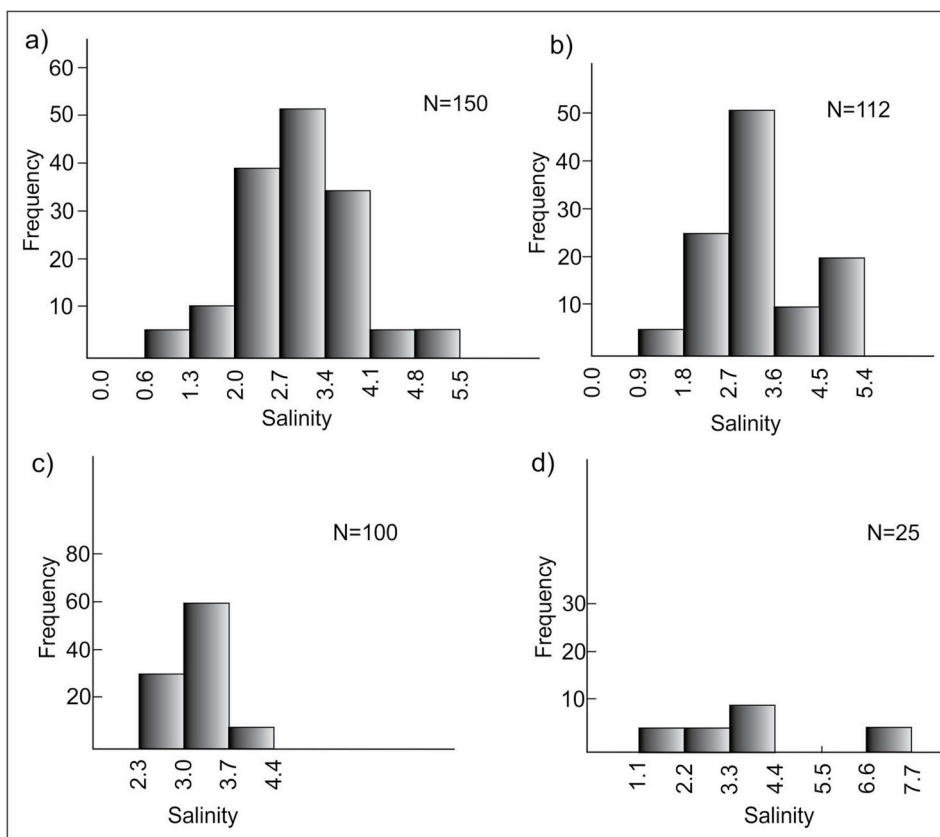 a)
60
50
40
30
20
10
Frequency
N=150
0.0 0.6 1.3 2.0 2.7 3.4 4.1 4.8 5.5
Salinity
b)
50
40
30
20
10
Frequency
N=112
0.0 0.9 1.8 2.7 3.6 4.5 5.4
Salinity
c)
80
60
40
20
Frequency
N=100
2.3 3.0 3.7 4.4
Salinity
d)
30
20
10
Frequency
N=25
1.1 2.2 3.3 4.4 5.5 6.6 7.7
Salinity